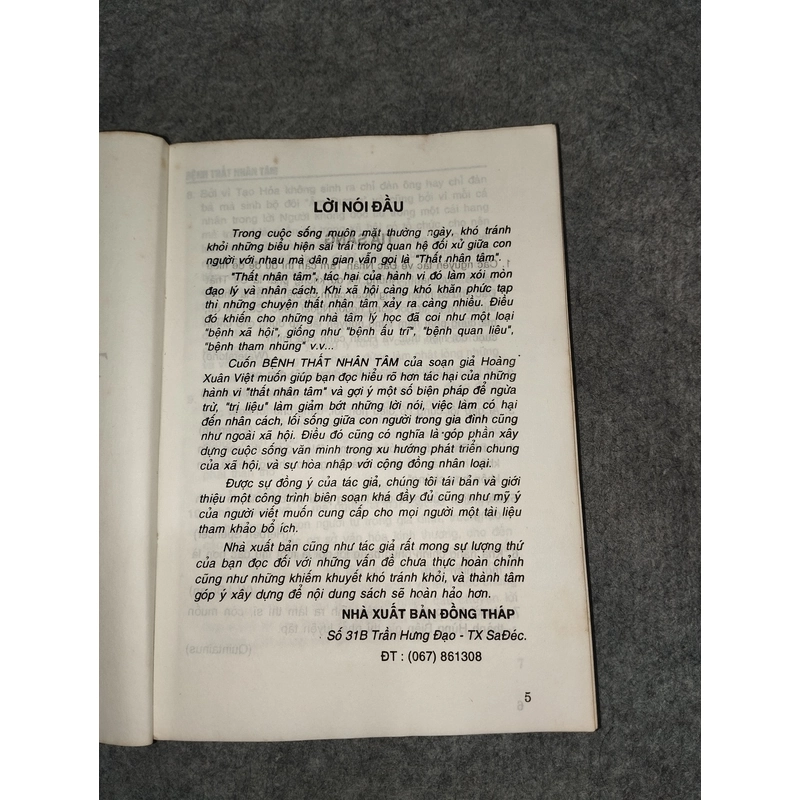 LỜI NÓI ĐẦU
Trong cuộc sống muôn mặt thường ngày, khó tránh
khỏi những biểu hiện sai trái trong quan hệ đối xử giữa con
người với nhau mà dân gian vẫn gọi là "Thất nhân tâm".
"Thất nhân tâm", tác hại của hành vi đó làm xói mòn
đạo lý và nhân cách. Khi xã hội càng khó khăn phức tạp
thì những chuyện thất nhân tâm xảy ra càng nhiều. Điều
đó khiến cho những nhà tâm lý học đã coi như một loại
"bệnh xã hội", giống như "bệnh ấu trĩ", "bệnh quan liêu",
"bệnh tham nhũng" v.v...
Cuốn BỆNH THẤT NHÂN TÂM của soạn giả Hoàng
Xuân Việt muốn giúp bạn đọc hiểu rõ hơn tác hại của những
hành vi "thất nhân tâm" và gợi ý một số biện pháp để ngừa
trừ, "trị liệu" làm giảm bớt những lời nói, việc làm có hại
đến nhân cách, lối sống giữa con người trong gia đình cũng
như ngoài xã hội. Điều đó cũng có nghĩa là góp phần xây
dựng cuộc sống văn minh trong xu hướng phát triển chung
của xã hội, và sự hòa nhập với cộng đồng nhân loại.
Được sự đồng ý của tác giả, chúng tôi tái bản và giới
thiệu một công trình biên soạn khá đầy đủ cũng như mỹ ý
của người viết muốn cung cấp cho mọi người một tài liệu
tham khảo bổ ích.
Nhà xuất bản cũng như tác giả rất mong sự lượng thứ
của bạn đọc đối với những vấn đề chưa thực hoàn chỉnh
cũng như những khiếm khuyết khó tránh khỏi, và thành tâm
góp ý xây dựng để nội dung sách sẽ hoàn hảo hơn.
NHÀ XUẤT BẢN ĐỒNG THÁP
Số 31B Trần Hưng Đạo - TX SaĐéc.
ĐT : (067) 861308
5